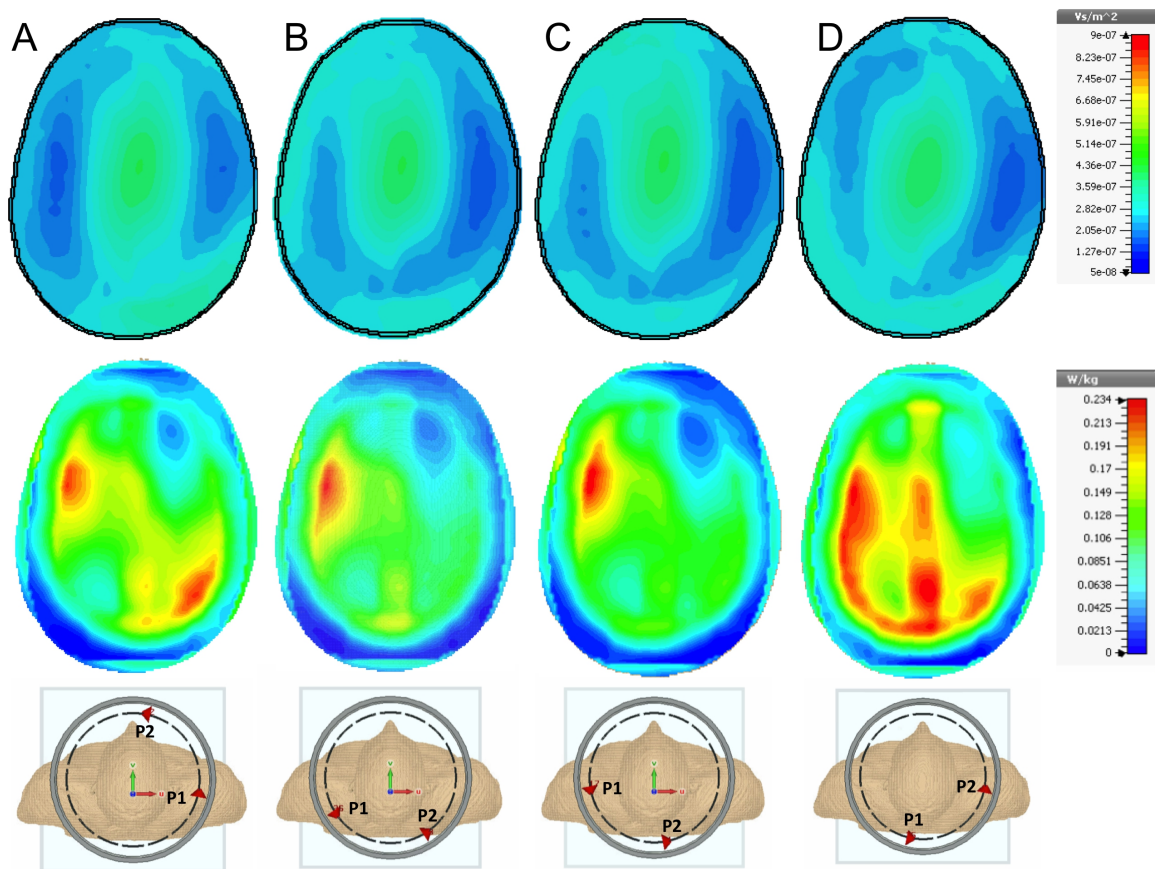 A B C D
Vs/m^2
9e-07
8.23e-07
7.45e-07
6.68e-07
5.91e-07
5.14e-07
4.36e-07
3.59e-07
2.82e-07
2.05e-07
1.27e-07
5e-08
W/kg
0.234
0.213
0.191
0.17
0.149
0.128
0.106
0.0851
0.0638
0.0425
0.0213
0
P2
v
P1
u
v
P1
P2
u
v
P1
P2
u
P2
P1